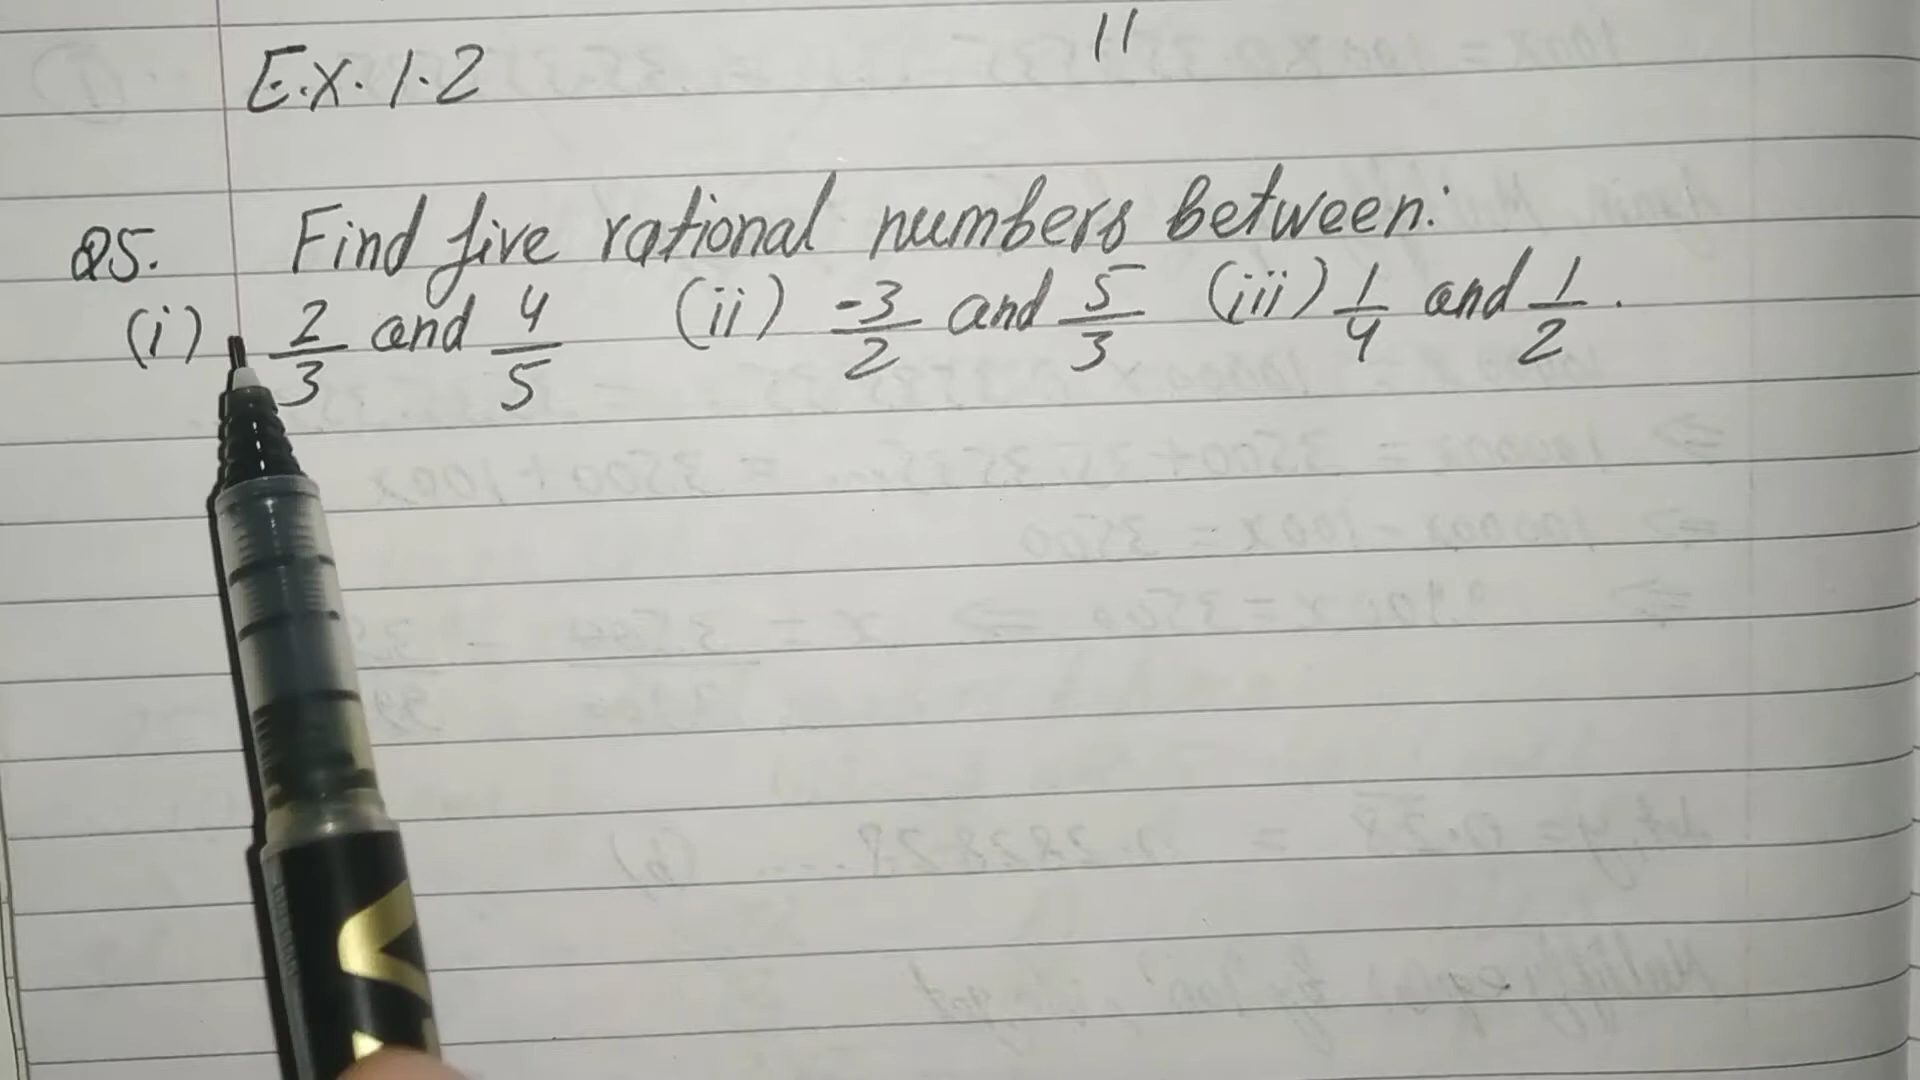 11
E.x.1.2
Q5. Find five rational numbers between:
(i) 2/3 and 4/5 (ii) -3/2 and 5/3 (iii) 1/4 and 1/2.